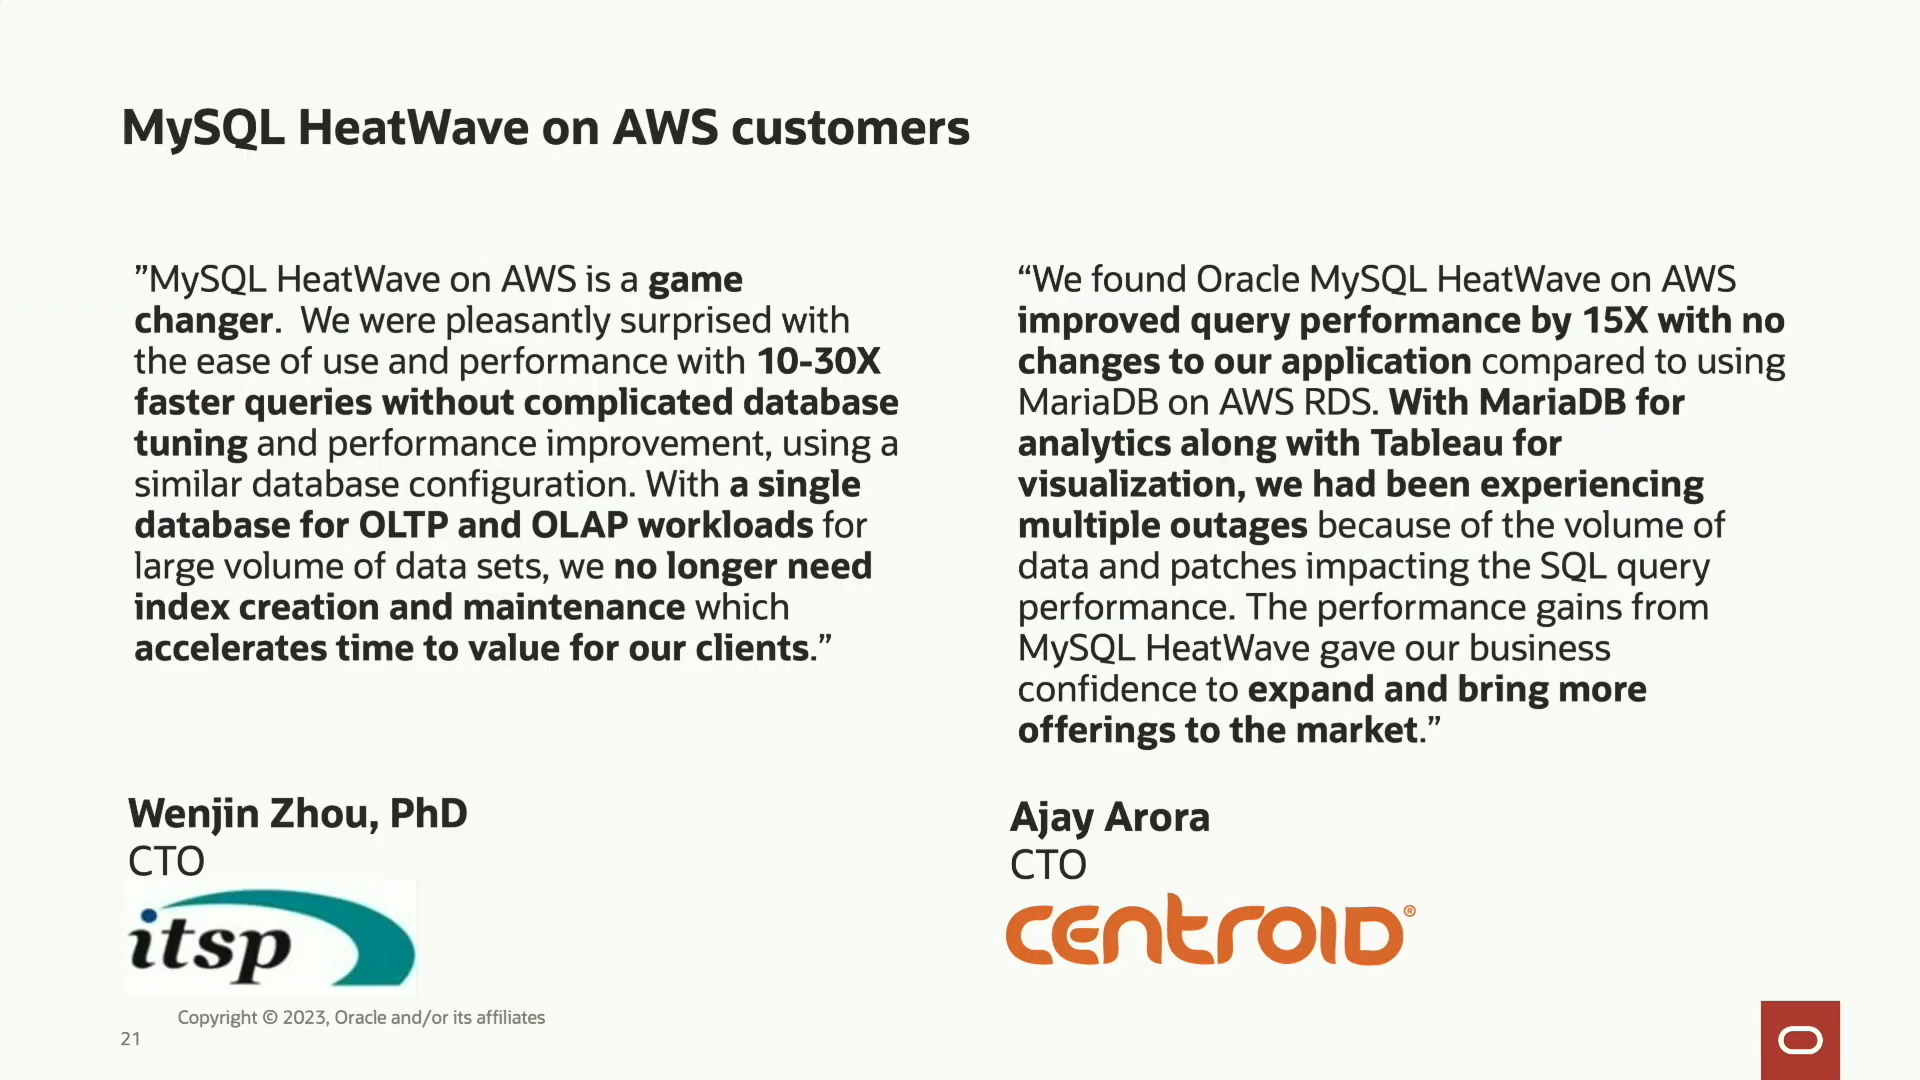 MySQL HeatWave on AWS customers
”MySQL HeatWave on AWS is a game
changer.  We were pleasantly surprised with
the ease of use and performance with 10-30X
faster queries without complicated database
tuning and performance improvement, using a
similar database configuration. With a single
database for OLTP and OLAP workloads for
large volume of data sets, we no longer need
index creation and maintenance which
accelerates time to value for our clients.”
Wenjin Zhou, PhD
CTO
itsp
“We found Oracle MySQL HeatWave on AWS
improved query performance by 15X with no
changes to our application compared to using
MariaDB on AWS RDS. With MariaDB for
analytics along with Tableau for
visualization, we had been experiencing
multiple outages because of the volume of
data and patches impacting the SQL query
performance. The performance gains from
MySQL HeatWave gave our business
confidence to expand and bring more
offerings to the market.”
Ajay Arora
CTO
centroid®
Copyright © 2023, Oracle and/or its affiliates
21